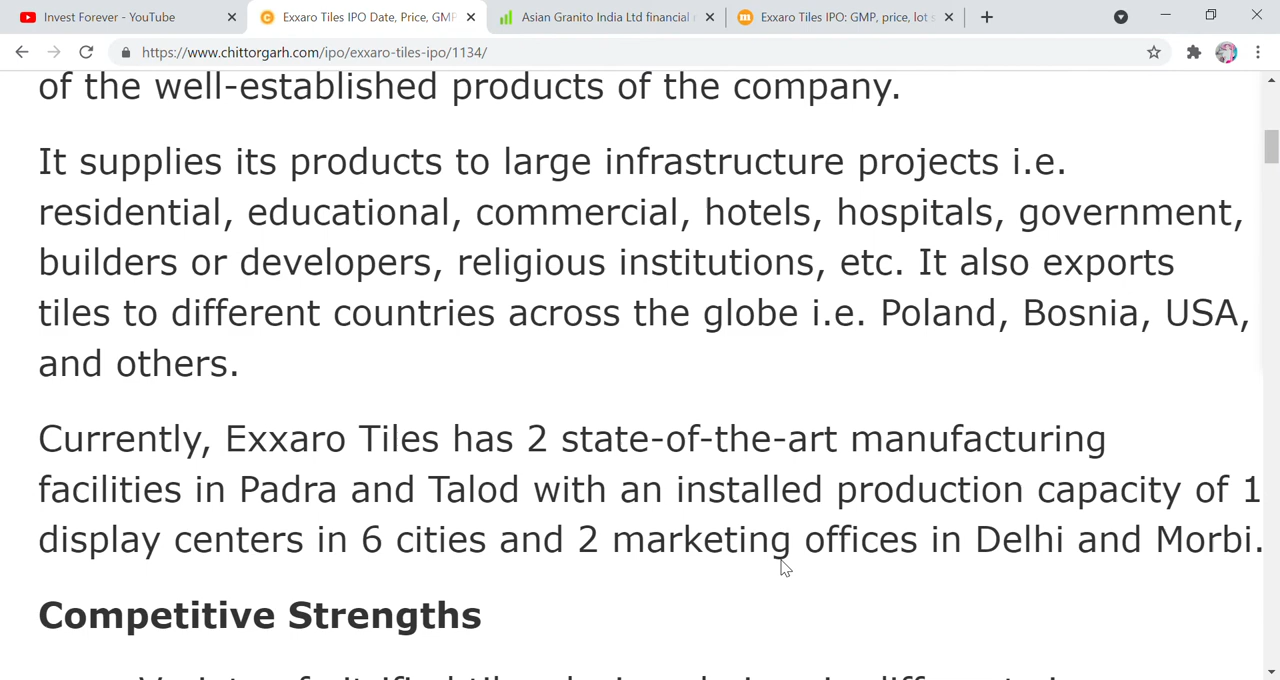 Invest Forever - YouTube
Exxaro Tiles IPO Date, Price, GMP
Asian Granito India Ltd financial
Exxaro Tiles IPO: GMP, price, lot s
https://www.chittorgarh.com/ipo/exxaro-tiles-ipo/1134/
of the well-established products of the company.
It supplies its products to large infrastructure projects i.e.
residential, educational, commercial, hotels, hospitals, government,
builders or developers, religious institutions, etc. It also exports
tiles to different countries across the globe i.e. Poland, Bosnia, USA,
and others.
Currently, Exxaro Tiles has 2 state-of-the-art manufacturing
facilities in Padra and Talod with an installed production capacity of 1
display centers in 6 cities and 2 marketing offices in Delhi and Morbi.
Competitive Strengths